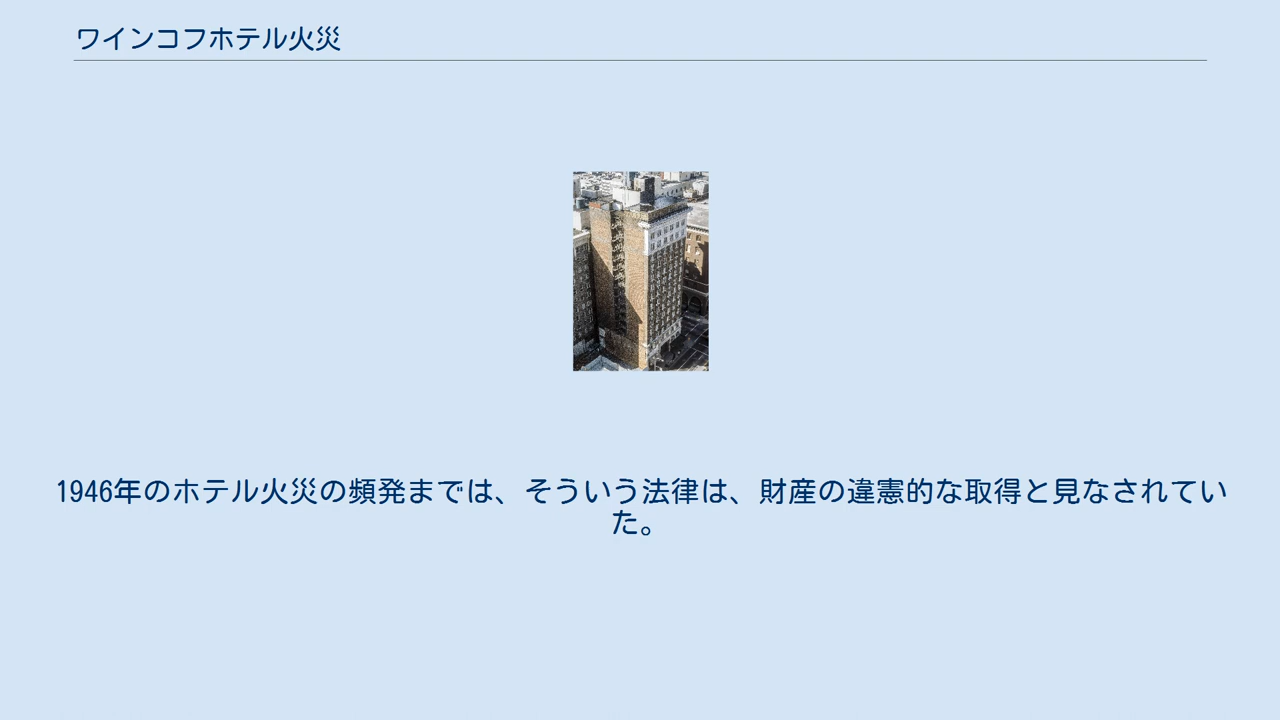 ワインコフホテル火災
1946年のホテル火災の頻発までは、そういう法律は、財産の違憲的な取得と見なされてい
た。